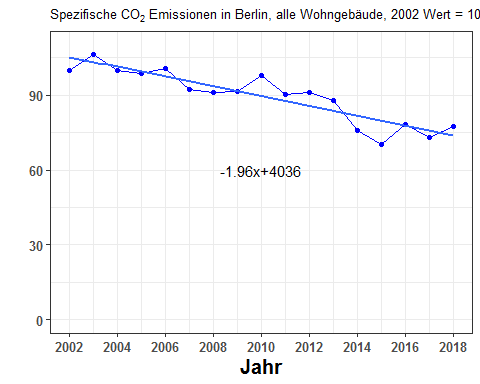 Spezifische CO₂ Emissionen in Berlin, alle Wohngebäude, 2002 Wert = 10
90
60
30
0
-1.96x+4036
2002 2004 2006 2008 2010 2012 2014 2016 2018
Jahr